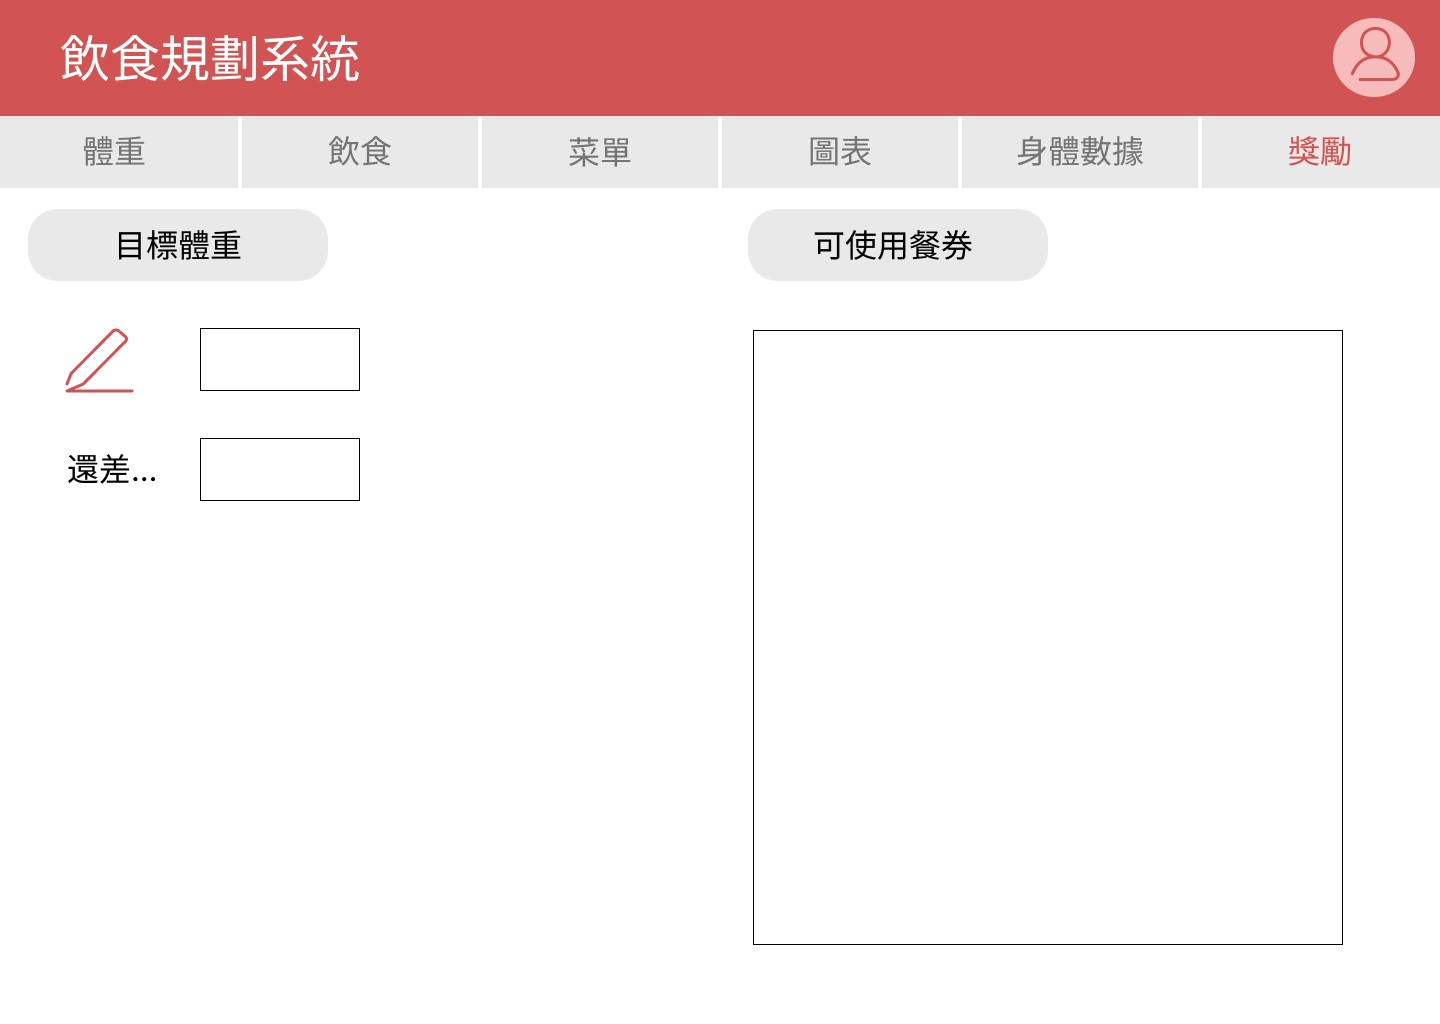 飲食規劃系統
體重
飲食
菜單
圖表
身體數據
獎勵
目標體重
可使用餐券
還差...